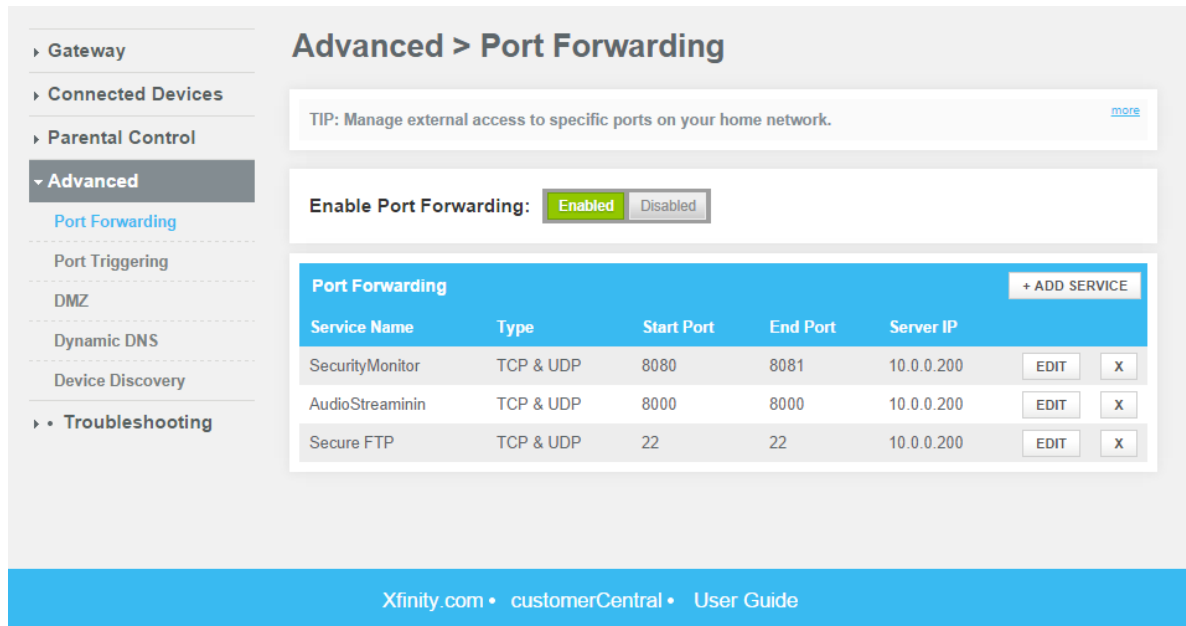 Gateway
Connected Devices
Parental Control
Advanced
Port Forwarding
Port Triggering
DMZ
Dynamic DNS
Device Discovery
• Troubleshooting
Advanced > Port Forwarding
TIP: Manage external access to specific ports on your home network. more
Enable Port Forwarding: Enabled Disabled
Port Forwarding + ADD SERVICE
Service Name Type Start Port End Port Server IP
SecurityMonitor TCP & UDP 8080 8081 10.0.0.200 EDIT X
AudioStreaminin TCP & UDP 8000 8000 10.0.0.200 EDIT X
Secure FTP TCP & UDP 22 22 10.0.0.200 EDIT X
Xfinity.com • customerCentral • User Guide